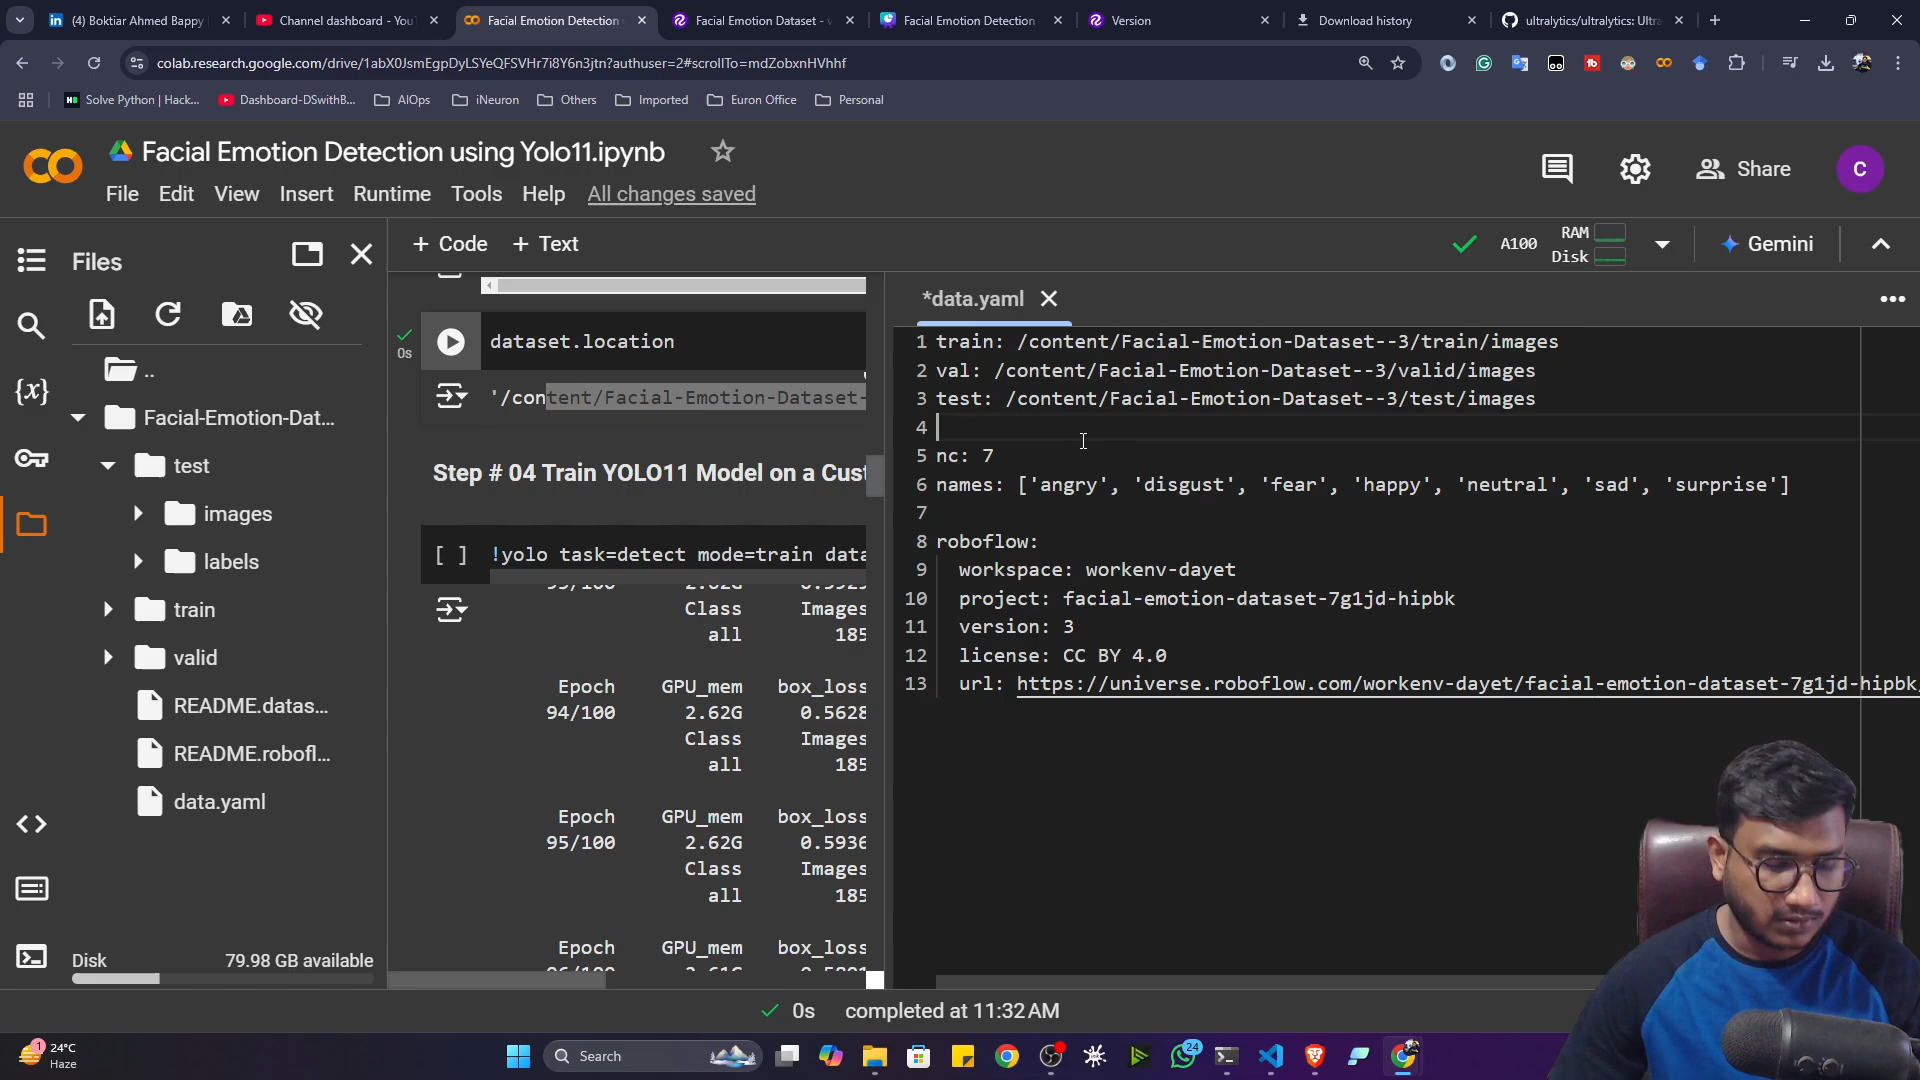 (4) Boktiar Ahmed Bappy
Channel dashboard - You
Facial Emotion Detection
Facial Emotion Dataset - v
Facial Emotion Detection
Version
Download history
ultralytics/ultralytics: Ultra
colab.research.google.com/drive/1abX0JsmEgpDyLSYeQFSVHr7i8Y6n3jtn?authuser=2#scrollTo=mdZobxnHVhhf
Solve Python | Hack...
Dashboard-DSwithB...
AIOps
iNeuron
Others
Imported
Euron Office
Personal
Facial Emotion Detection using Yolo11.ipynb
Share
C
File Edit View Insert Runtime Tools Help All changes saved
Files
+ Code + Text
A100
RAM
Disk
Gemini
..
Facial-Emotion-Dat...
test
images
labels
train
valid
README.datas...
README.robofl...
data.yaml
Disk 79.98 GB available
0s
dataset.location
'/content/Facial-Emotion-Dataset-
Step # 04 Train YOLO11 Model on a Cust
[ ] !yolo task=detect mode=train data
Class Images
all 185
Epoch GPU_mem box_loss
94/100 2.62G 0.5628
Class Images
all 185
Epoch GPU_mem box_loss
95/100 2.62G 0.5936
Class Images
all 185
Epoch GPU_mem box_loss
*data.yaml
1 train: /content/Facial-Emotion-Dataset--3/train/images
2 val: /content/Facial-Emotion-Dataset--3/valid/images
3 test: /content/Facial-Emotion-Dataset--3/test/images
4
5 nc: 7
6 names: ['angry', 'disgust', 'fear', 'happy', 'neutral', 'sad', 'surprise']
7
8 roboflow:
9 workspace: workenv-dayet
10 project: facial-emotion-dataset-7g1jd-hipbk
11 version: 3
12 license: CC BY 4.0
13 url: https://universe.roboflow.com/workenv-dayet/facial-emotion-dataset-7g1jd-hipbk
0s completed at 11:32 AM
1
24°C
Haze
Search
24